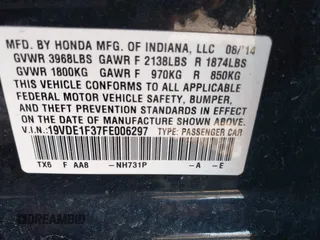 MFD. BY HONDA MFG. OF INDIANA, LLC 08/14
GVWR 3968LBS GAWR F 2138LBS R 1874LBS
GVWR 1800KG GAWR F 970KG R 850KG
THIS VEHICLE CONFORMS TO ALL APPLICABLE
FEDERAL MOTOR VEHICLE SAFETY, BUMPER,
AND THEFT PREVENTION STANDARDS IN EFFECT
ON THE DATE OF MANUFACTURE SHOWN ABOVE.
V.I.N.:19VDE1F37FE006297 TYPE: PASSENGER CAR
TX6 F AAB -NH731P -A -E
DREAMBID